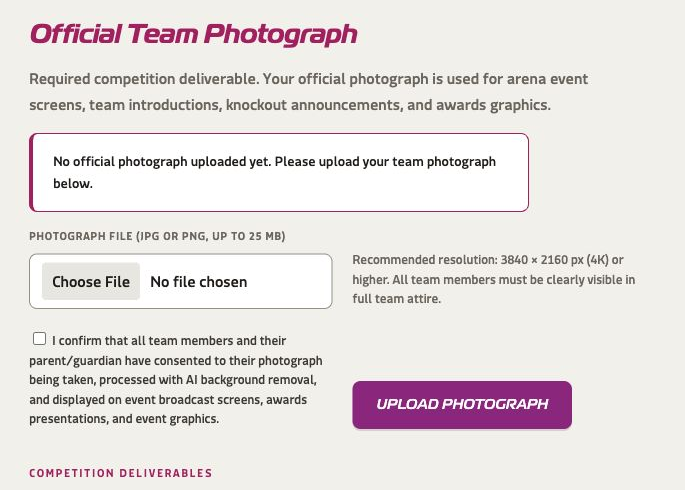 Official Team Photograph
Required competition deliverable. Your official photograph is used for arena event
screens, team introductions, knockout announcements, and awards graphics.
No official photograph uploaded yet. Please upload your team photograph
below.
PHOTOGRAPH FILE (JPG OR PNG, UP TO 25 MB)
Choose File No file chosen
Recommended resolution: 3840 × 2160 px (4K) or
higher. All team members must be clearly visible in
full team attire.
I confirm that all team members and their
parent/guardian have consented to their photograph
being taken, processed with AI background removal,
and displayed on event broadcast screens, awards
presentations, and event graphics.
UPLOAD PHOTOGRAPH
COMPETITION DELIVERABLES